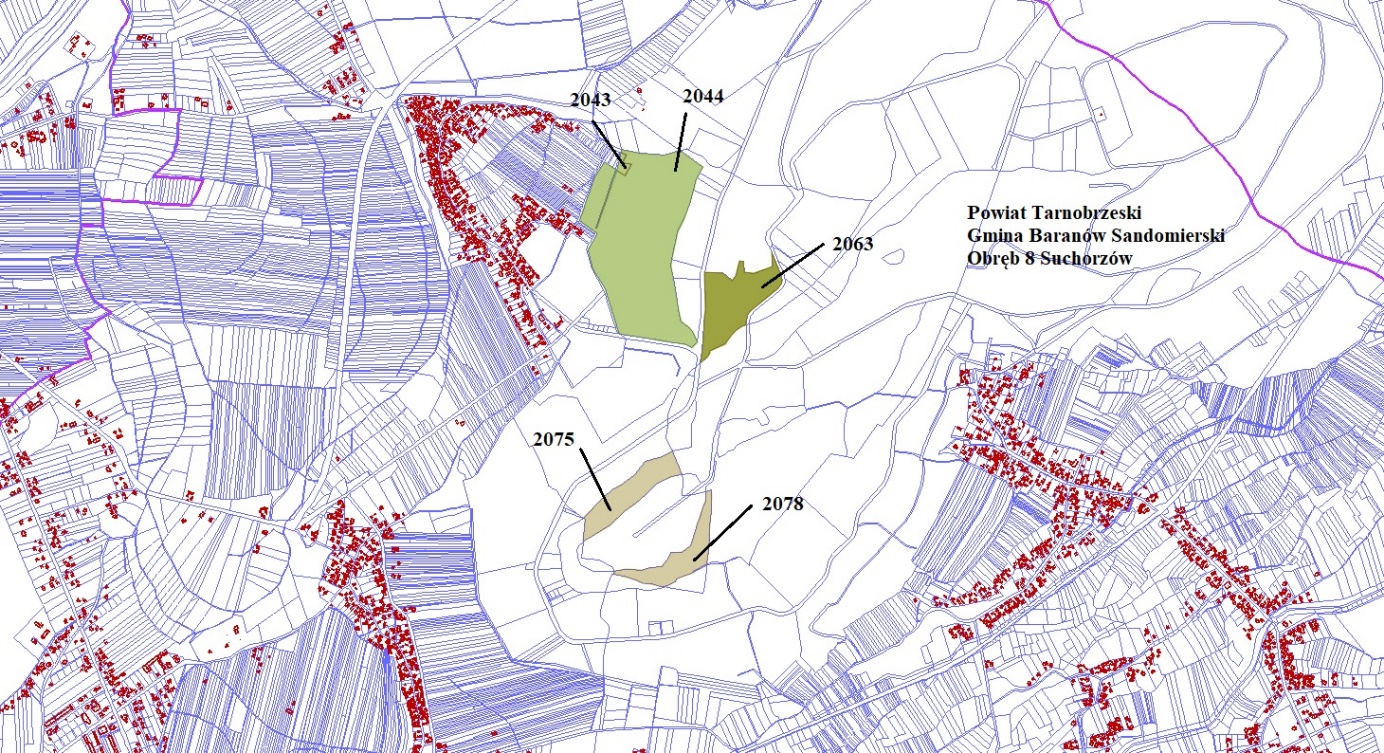 2043
2044
Powiat Tarnobrzeski
Gmina Baranów Sandomierski
Obręb 8 Suchorzów
2063
2075
2078